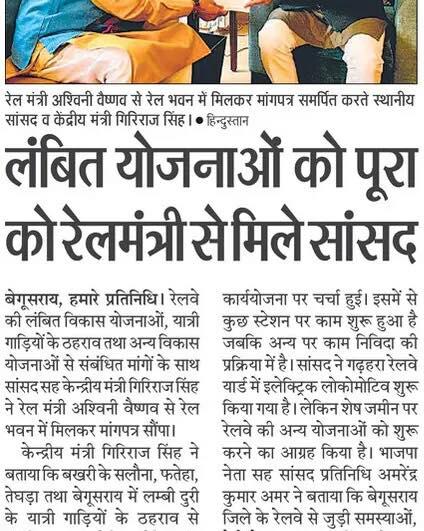 रेल मंत्री अश्विनी वैष्णव से रेल भवन में मिलकर मांगपत्र समर्पित करते स्थानीय
सांसद व केंद्रीय मंत्री गिरिराज सिंह। ● हिन्दुस्तान
लंबित योजनाओं को पूरा
को रेलमंत्री से मिले सांसद
बेगूसराय, हमारे प्रतिनिधि। रेलवे
की लंबित विकास योजनाओं, यात्री
गाड़ियों के ठहराव तथा अन्य विकास
योजनाओं से संबंधित मांगों के साथ
सांसद सह केन्द्रीय मंत्री गिरिराज सिंह
ने रेल मंत्री अश्विनी वैष्णव से रेल
भवन में मिलकर मांगपत्र सौंपा।
केन्द्रीय मंत्री गिरिराज सिंह ने
बताया कि बखरी के सलौना, फतेहा,
तेघड़ा तथा बेगूसराय में लम्बी दुरी
के यात्री गाड़ियों के ठहराव से
कार्ययोजना पर चर्चा हुई। इसमें से
कुछ स्टेशन पर काम शुरू हुआ है
जबकि अन्य पर काम निविदा की
प्रक्रिया में है। सांसद ने गढ़हरा रेलवे
यार्ड में इलेक्ट्रिक लोकोमोटिव शुरू
किया गया है। लेकिन शेष जमीन पर
रेलवे की अन्य योजनाओं को शुरू
करने का आग्रह किया है। भाजपा
नेता सह सांसद प्रतिनिधि अमरेंद्र
कुमार अमर ने बताया कि बेगूसराय
जिले के रेलवे से जुड़ी समस्याओं,